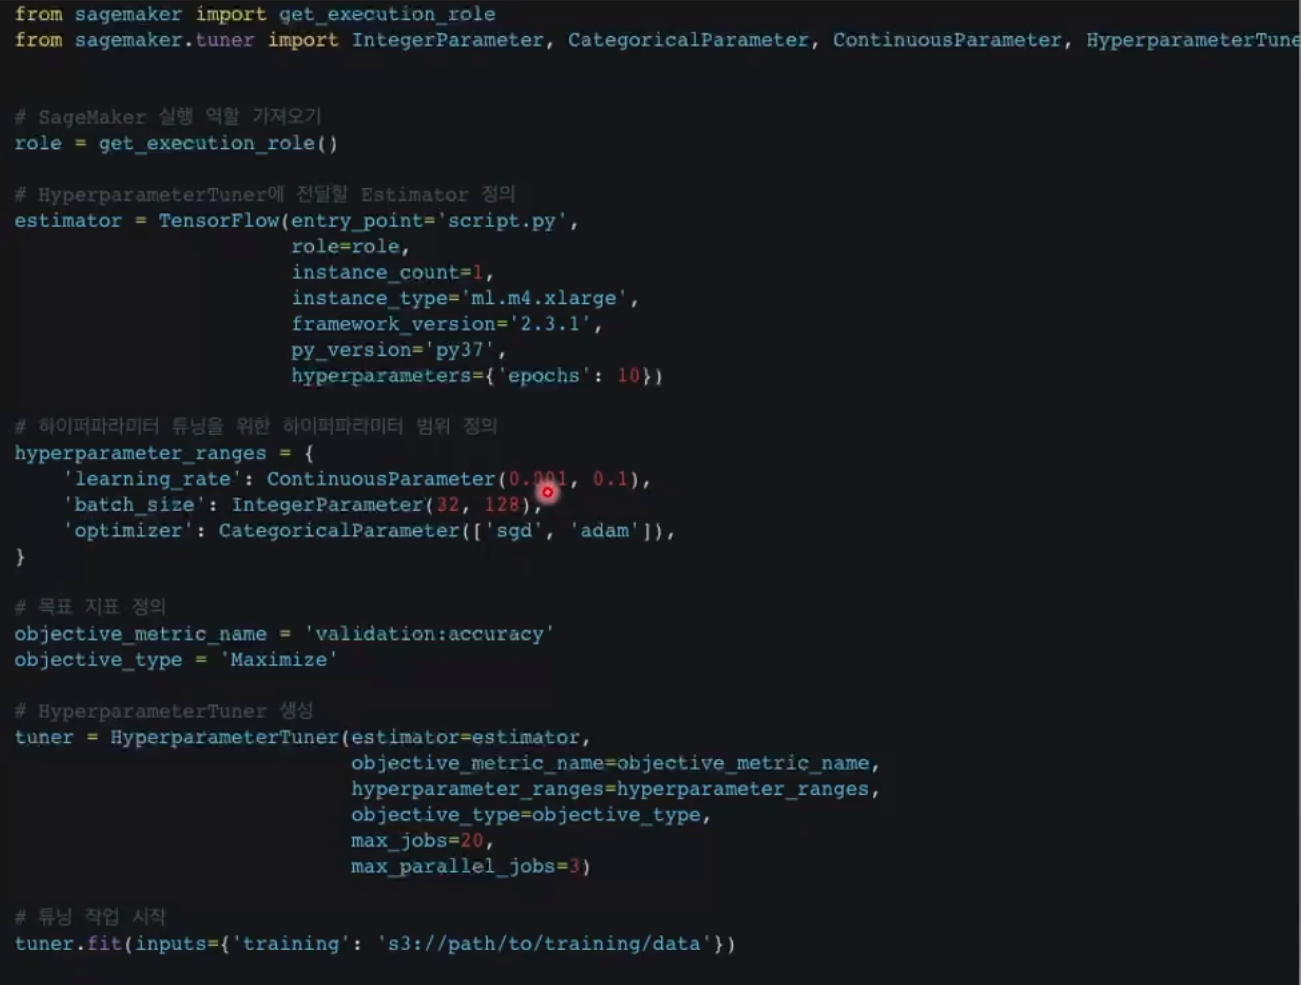 from sagemaker import get_execution_role
from sagemaker.tuner import IntegerParameter, CategoricalParameter, ContinuousParameter, HyperparameterTune
# SageMaker 실행 역할 가져오기
role = get_execution_role()
# HyperparameterTuner에 전달할 Estimator 정의
estimator = TensorFlow(entry_point='script.py',
role=role,
instance_count=1,
instance_type='ml.m4.xlarge',
framework_version='2.3.1',
py_version='py37',
hyperparameters={'epochs': 10})
# 하이퍼파라미터 튜닝을 위한 하이퍼파라미터 범위 정의
hyperparameter_ranges = {
'learning_rate': ContinuousParameter(0.001, 0.1),
'batch_size': IntegerParameter(32, 128),
'optimizer': CategoricalParameter(['sgd', 'adam']),
}
# 목표 지표 정의
objective_metric_name = 'validation:accuracy'
objective_type = 'Maximize'
# HyperparameterTuner 생성
tuner = HyperparameterTuner(estimator=estimator,
objective_metric_name=objective_metric_name,
hyperparameter_ranges=hyperparameter_ranges,
objective_type=objective_type,
max_jobs=20,
max_parallel_jobs=3)
# 튜닝 작업 시작
tuner.fit(inputs={'training': 's3://path/to/training/data'})